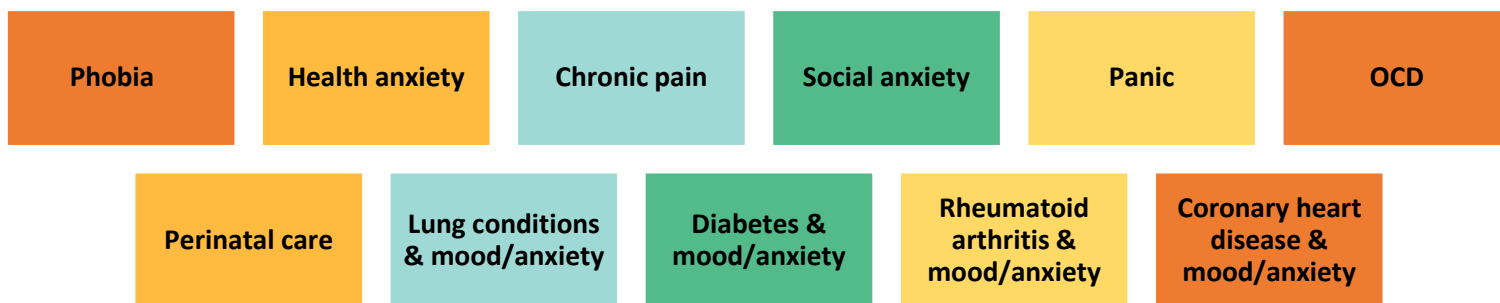 Phobia
Health anxiety
Chronic pain
Social anxiety
Panic
OCD
Perinatal care
Lung conditions
& mood/anxiety
Diabetes &
mood/anxiety
Rheumatoid
arthritis &
mood/anxiety
Coronary heart
disease &
mood/anxiety